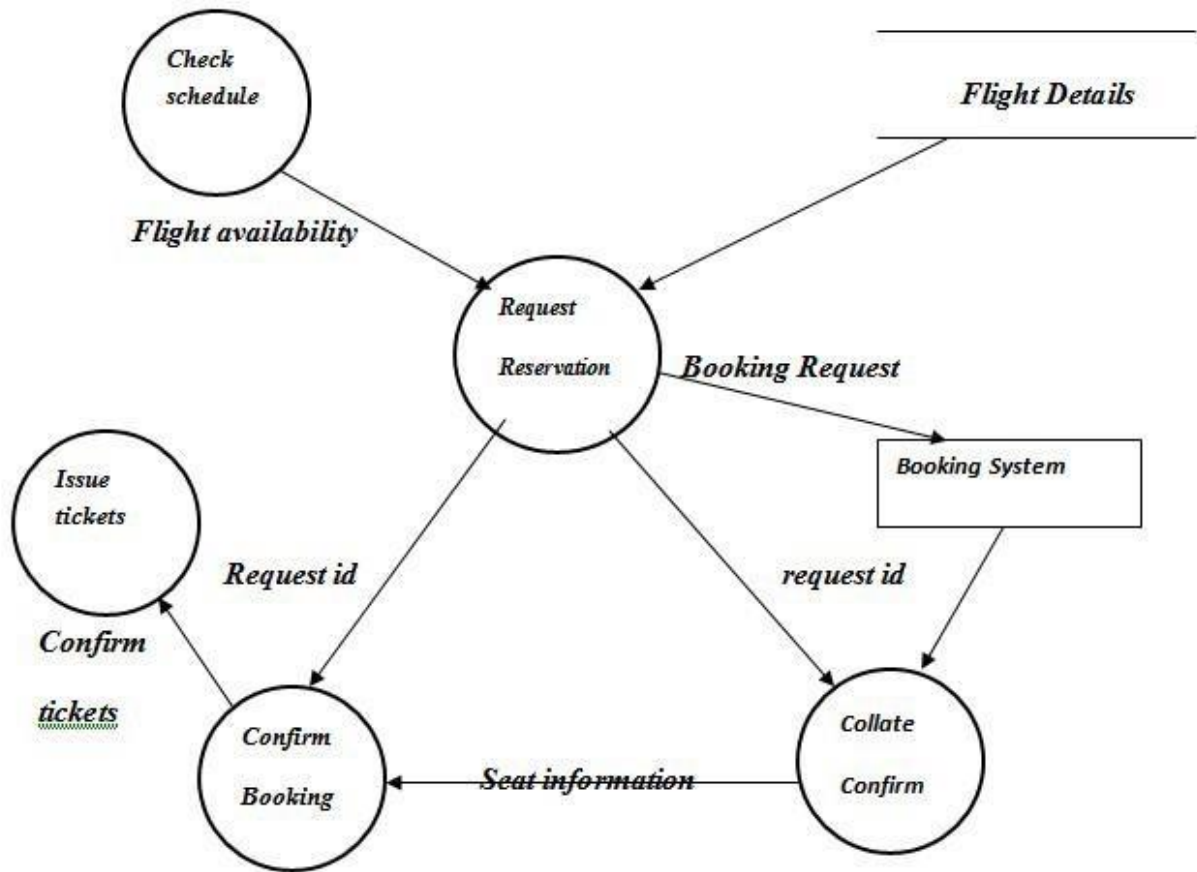 Check
schedule
Flight Details
Flight availability
Request
Reservation
Booking Request
Booking System
Issue
tickets
Request id
request id
Confirm
tickets
Confirm
Booking
Seat information
Collate
Confirm